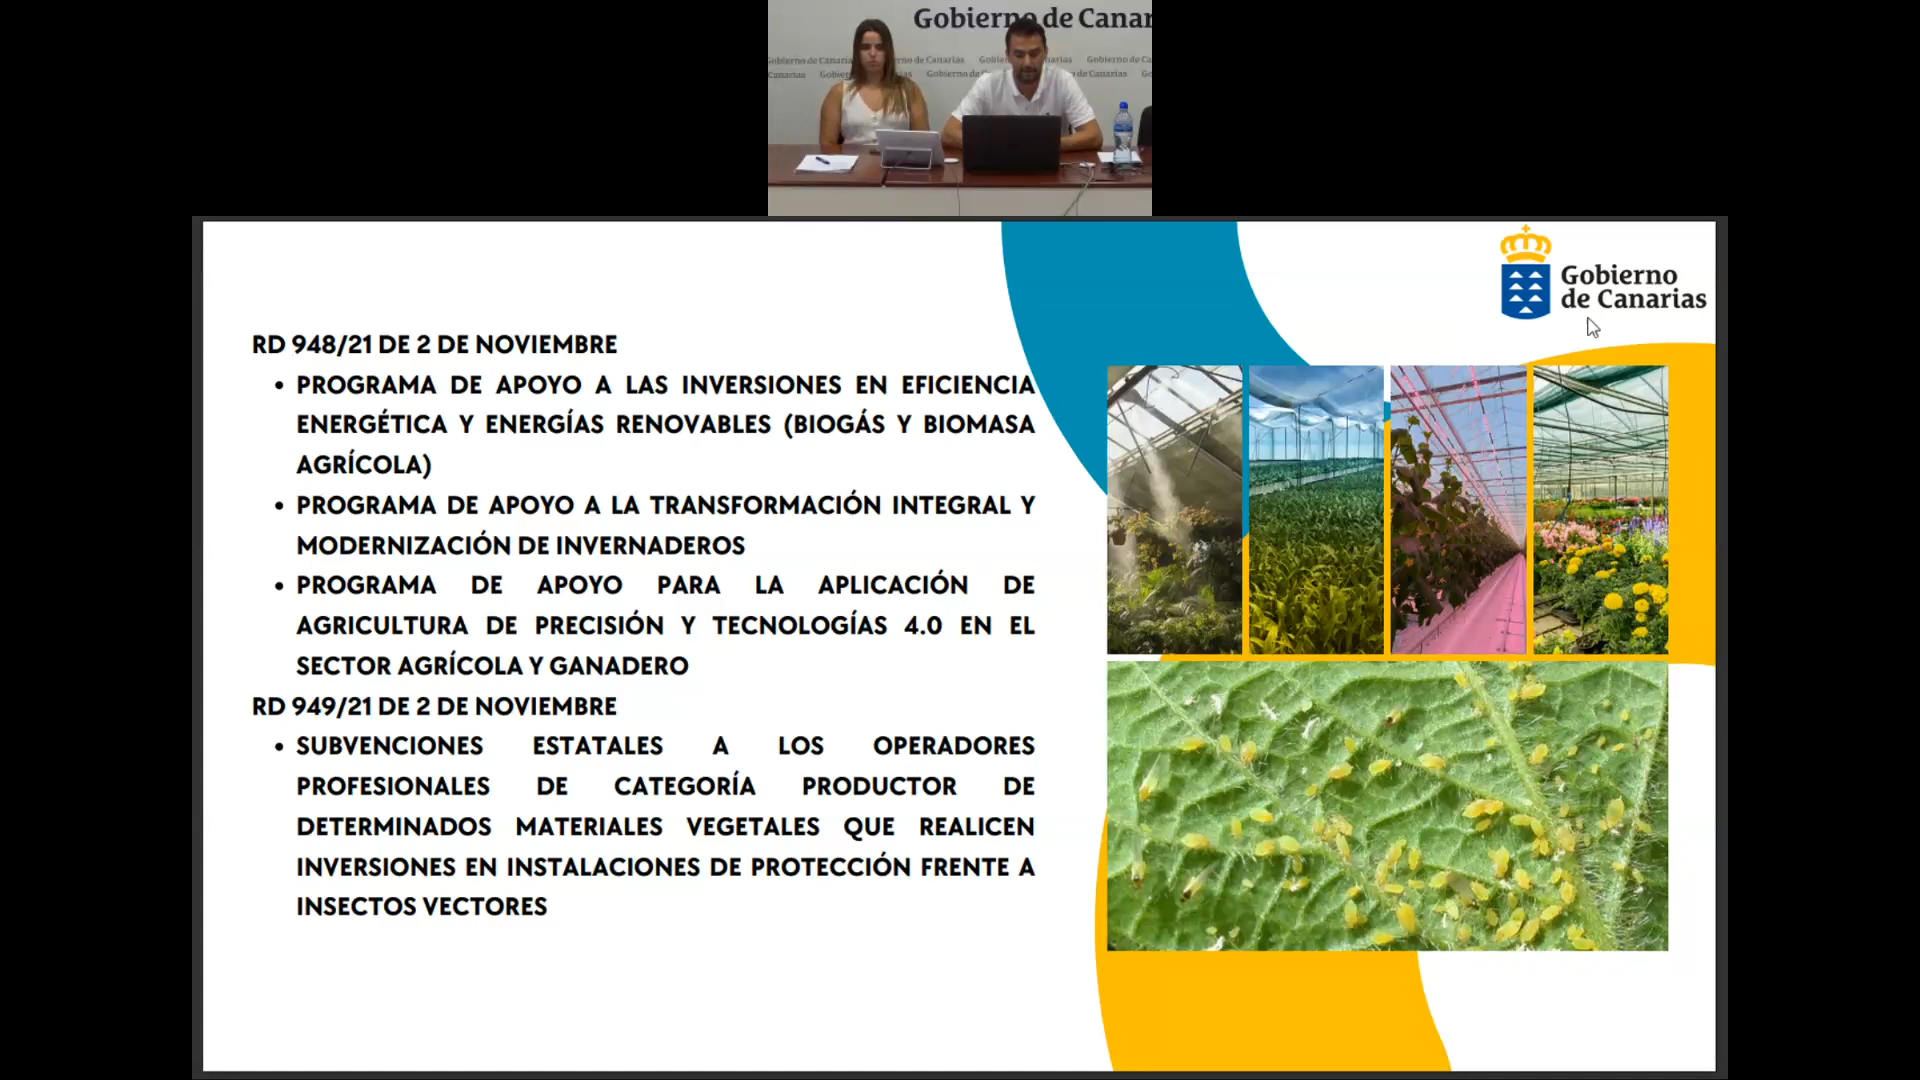 Gobierno de Canar
Gobierno de Canarias
RD 948/21 DE 2 DE NOVIEMBRE
• PROGRAMA DE APOYO A LAS INVERSIONES EN EFICIENCIA
ENERGÉTICA Y ENERGÍAS RENOVABLES (BIOGÁS Y BIOMASA
AGRÍCOLA)
• PROGRAMA DE APOYO A LA TRANSFORMACIÓN INTEGRAL Y
MODERNIZACIÓN DE INVERNADEROS
• PROGRAMA DE APOYO PARA LA APLICACIÓN DE
AGRICULTURA DE PRECISIÓN Y TECNOLOGÍAS 4.0 EN EL
SECTOR AGRÍCOLA Y GANADERO
RD 949/21 DE 2 DE NOVIEMBRE
• SUBVENCIONES ESTATALES A LOS OPERADORES
PROFESIONALES DE CATEGORÍA PRODUCTOR DE
DETERMINADOS MATERIALES VEGETALES QUE REALICEN
INVERSIONES EN INSTALACIONES DE PROTECCIÓN FRENTE A
INSECTOS VECTORES
Gobierno
de Canarias